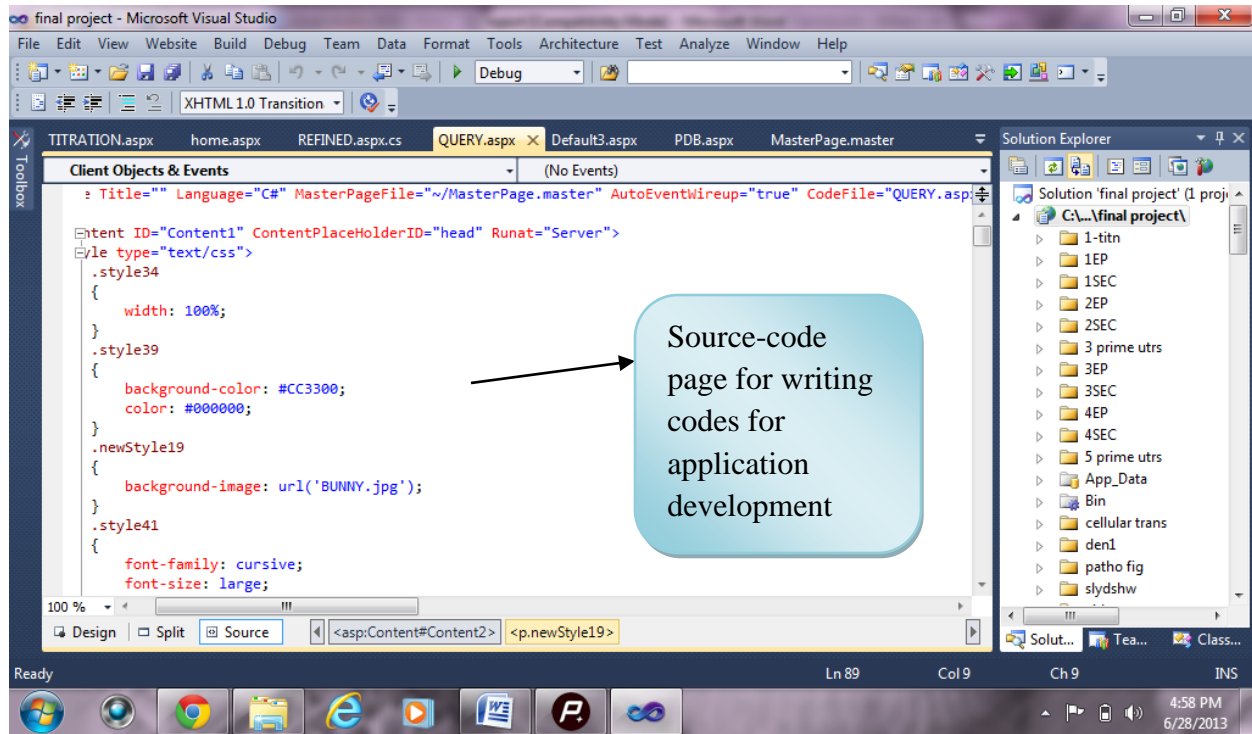 final project - Microsoft Visual Studio
File Edit View Website Build Debug Team Data Format Tools Architecture Test Analyze Window Help
Debug
XHTML 1.0 Transition
TITRATION.aspx home.aspx REFINED.aspx.cs QUERY.aspx Default3.aspx PDB.aspx MasterPage.master
Toolbox
Client Objects & Events (No Events)
e Title="" Language="C#" MasterPageFile="~/MasterPage.master" AutoEventWireup="true" CodeFile="QUERY.asp
ntent ID="Content1" ContentPlaceHolderID="head" Runat="Server">
yle type="text/css">
.style34
{
width: 100%;
}
.style39
{
background-color: #CC3300;
color: #000000;
}
.newStyle19
{
background-image: url('BUNNY.jpg');
}
.style41
{
font-family: cursive;
font-size: large;
Source-code
page for writing
codes for
application
development
100 %
Design Split Source <asp:Content#Content2> <p.newStyle19>
Solution Explorer
Solution 'final project' (1 proje
C:\...\final project\
1-titn
1EP
1SEC
2EP
2SEC
3 prime utrs
3EP
3SEC
4EP
4SEC
5 prime utrs
App_Data
Bin
cellular trans
den1
patho fig
slydshw
Solut... Tea... Class...
Ready Ln 89 Col 9 Ch 9 INS
4:58 PM
6/28/2013